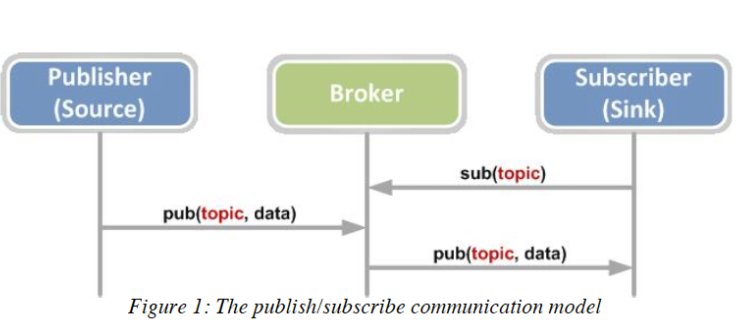 Publisher
(Source)
Broker
Subscriber
(Sink)
sub(topic)
pub(topic, data)
pub(topic, data)
Figure 1: The publish/subscribe communication model